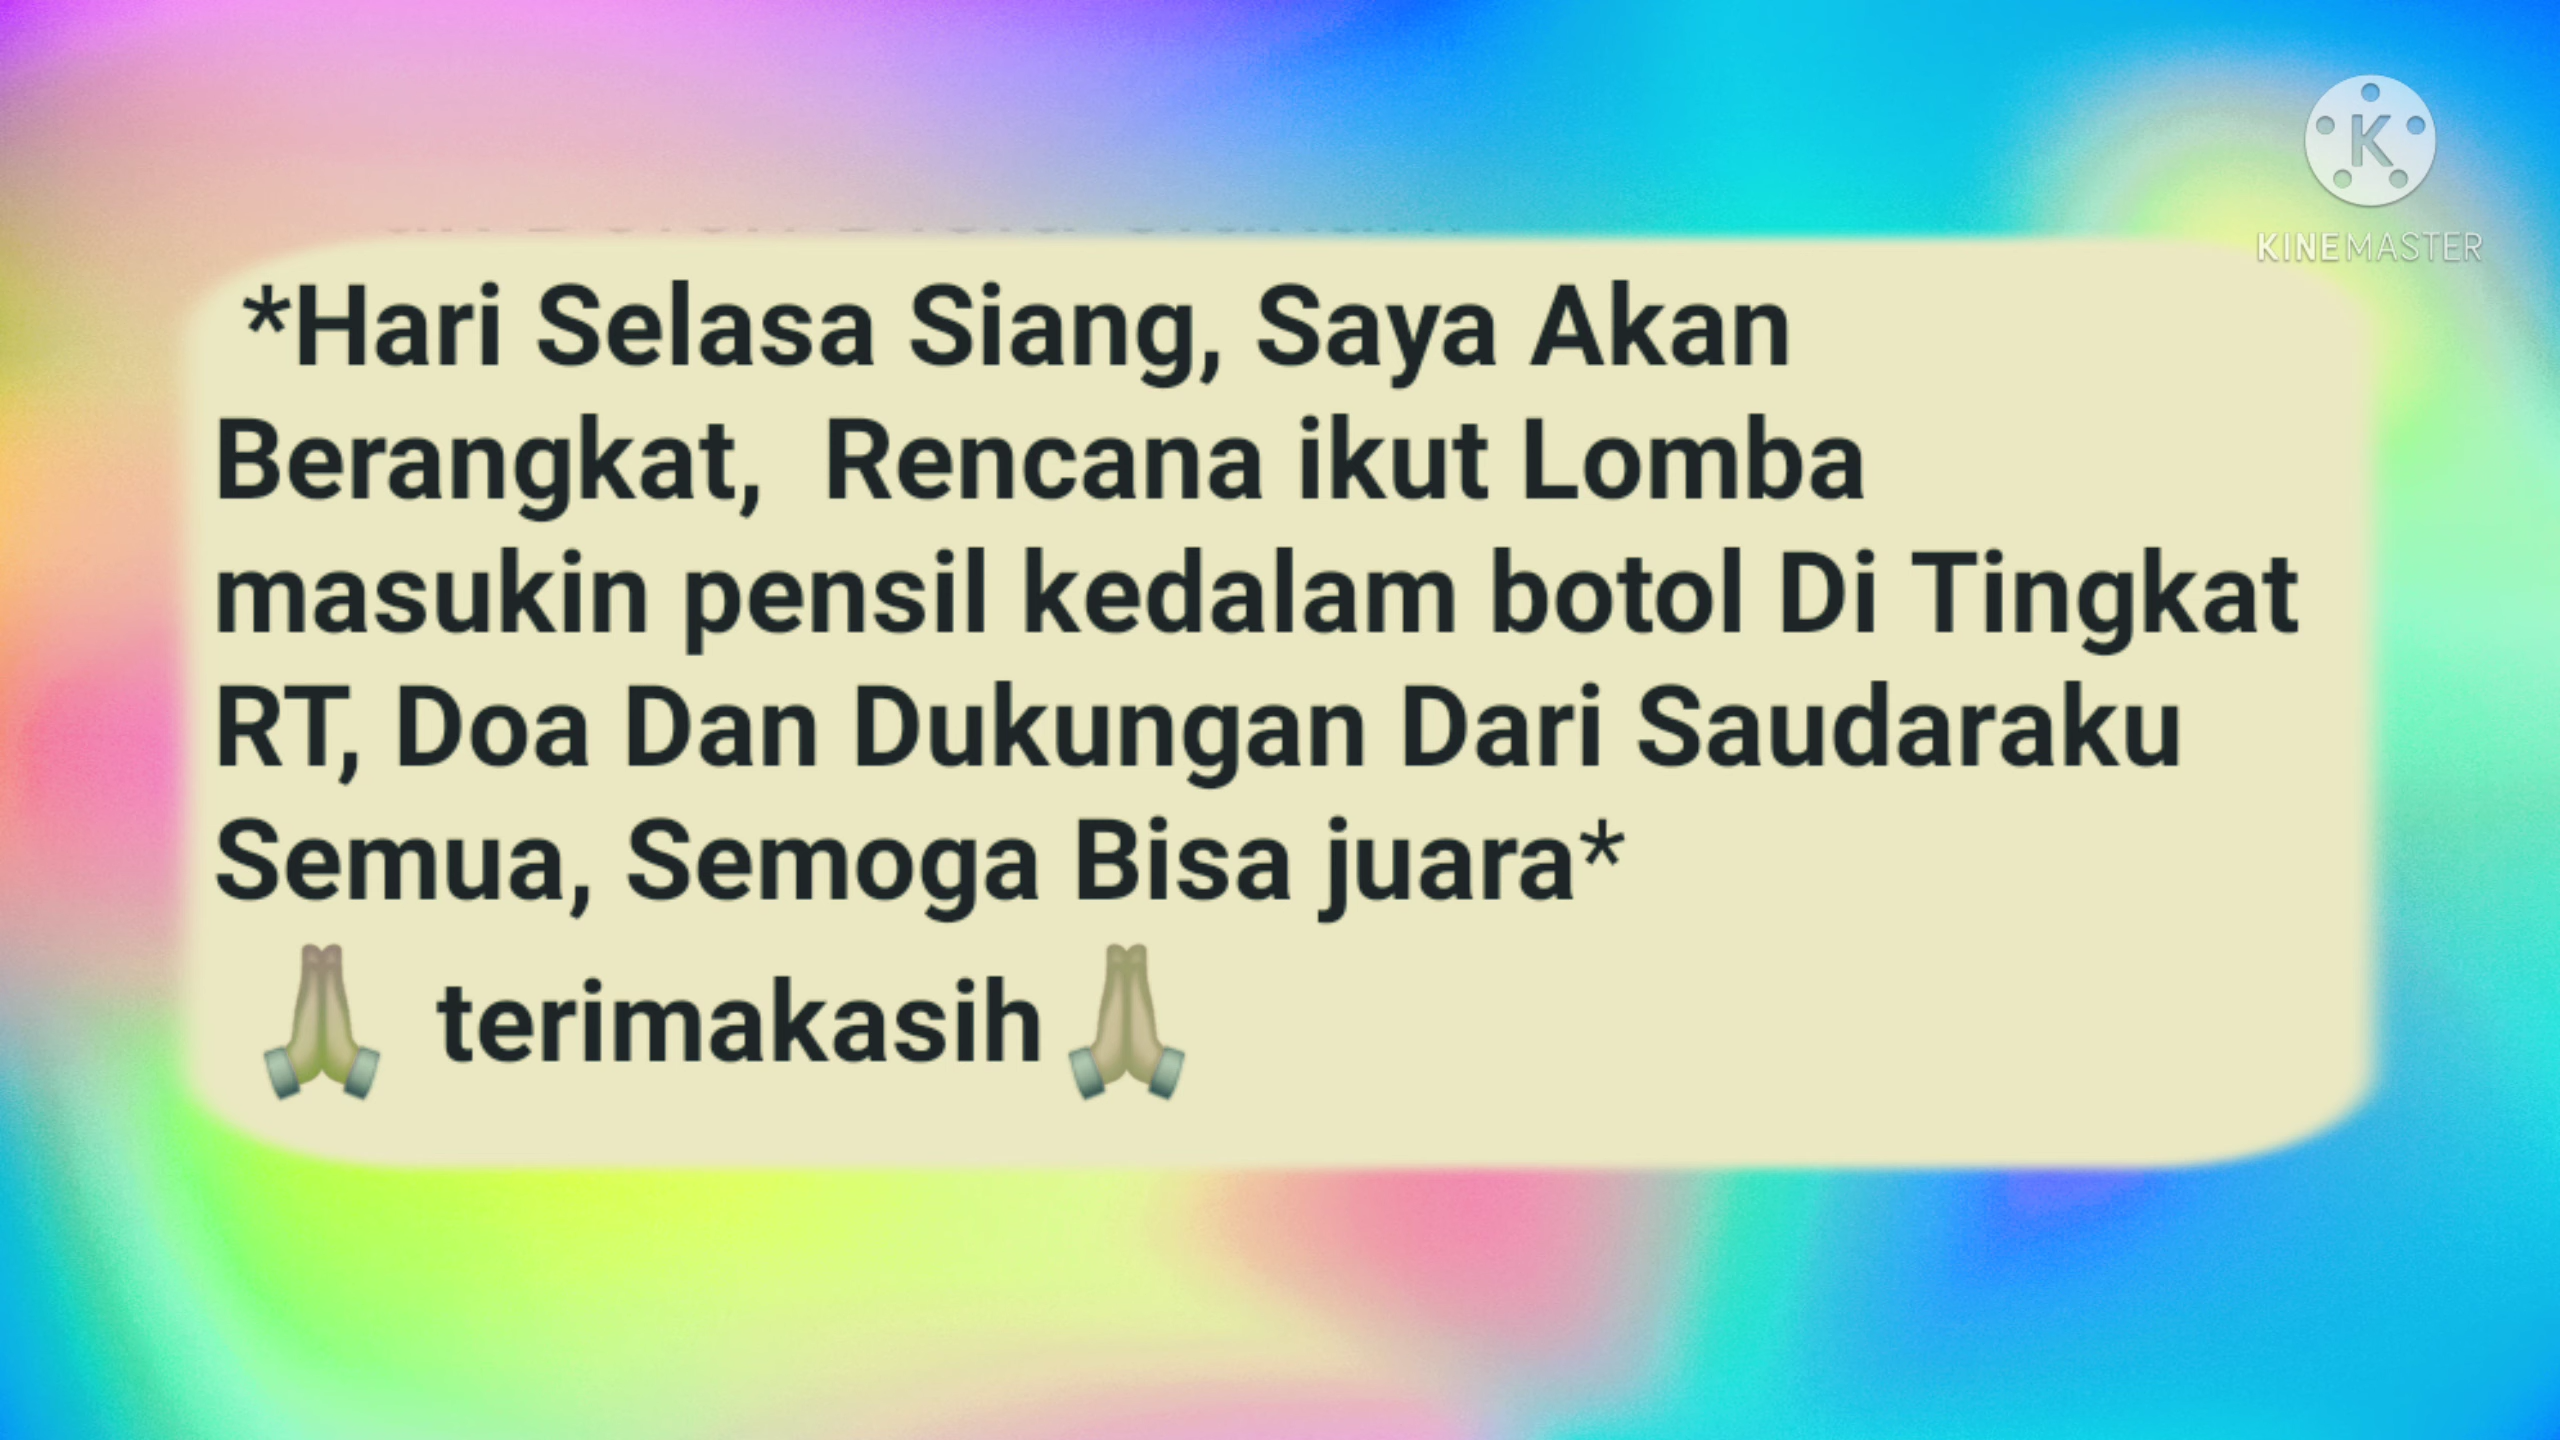 KINEMASTER
*Hari Selasa Siang, Saya Akan
Berangkat,  Rencana ikut Lomba
masukin pensil kedalam botol Di Tingkat
RT, Doa Dan Dukungan Dari Saudaraku
Semua, Semoga Bisa juara*
🙏 terimakasih🙏